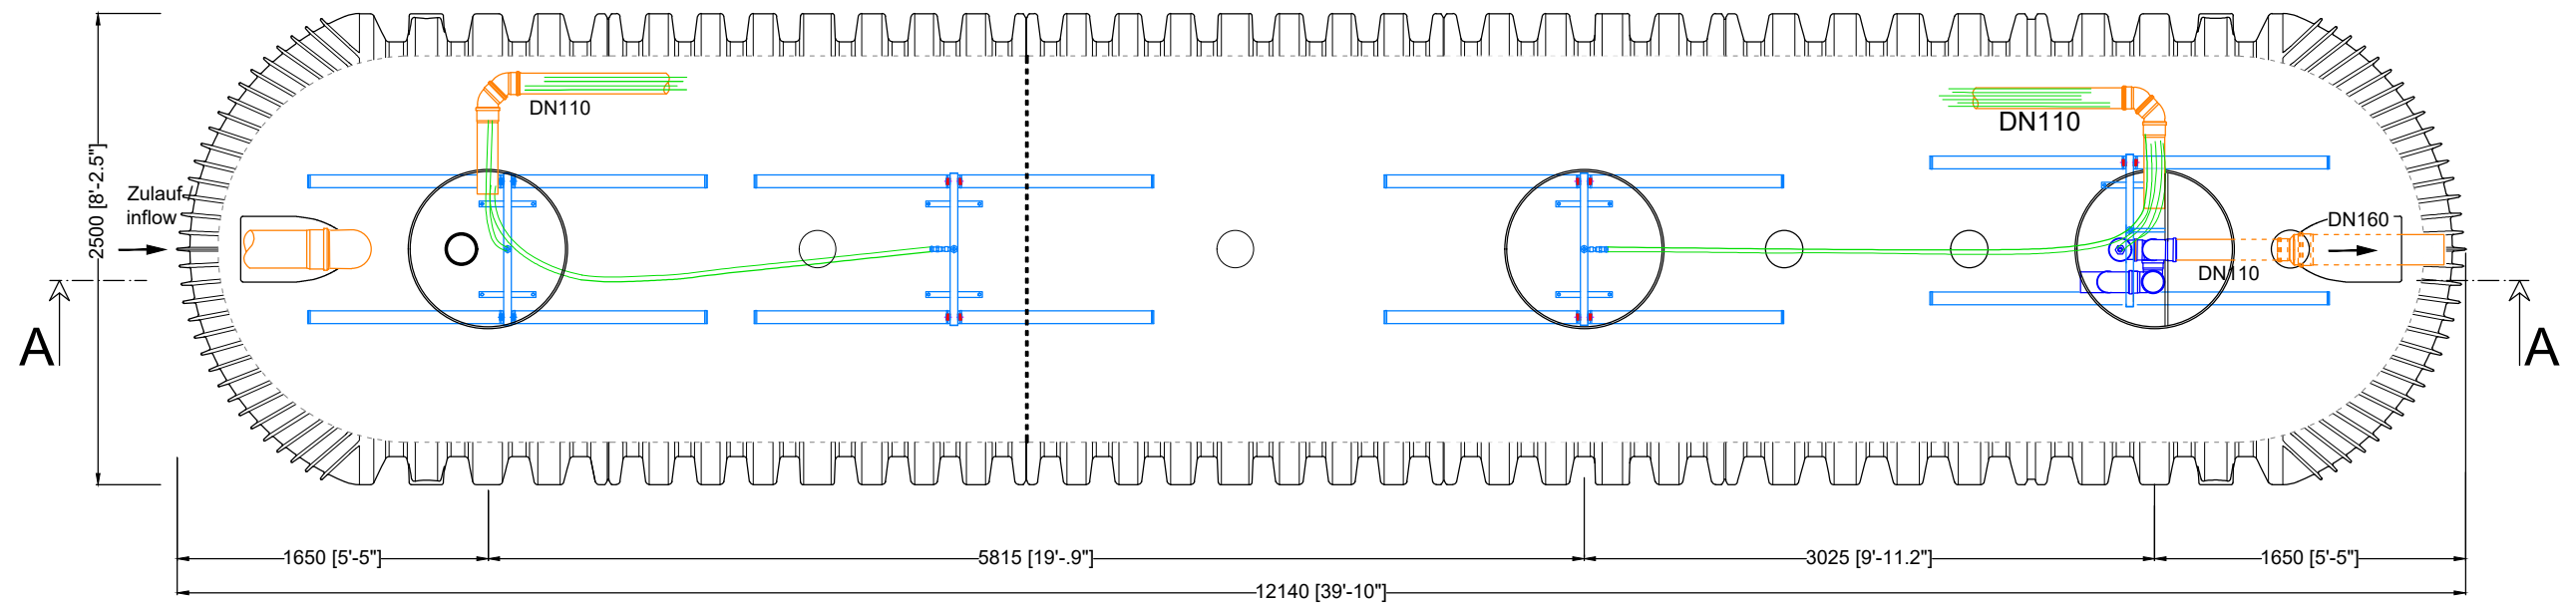 DN110
DN110
2500 [8'-2.5"]
Zulauf-
inflow
DN160
DN110
A
A
1650 [5'-5"]
5815 [19'-.9"]
3025 [9'-11.2"]
1650 [5'-5"]
12140 [39'-10"]